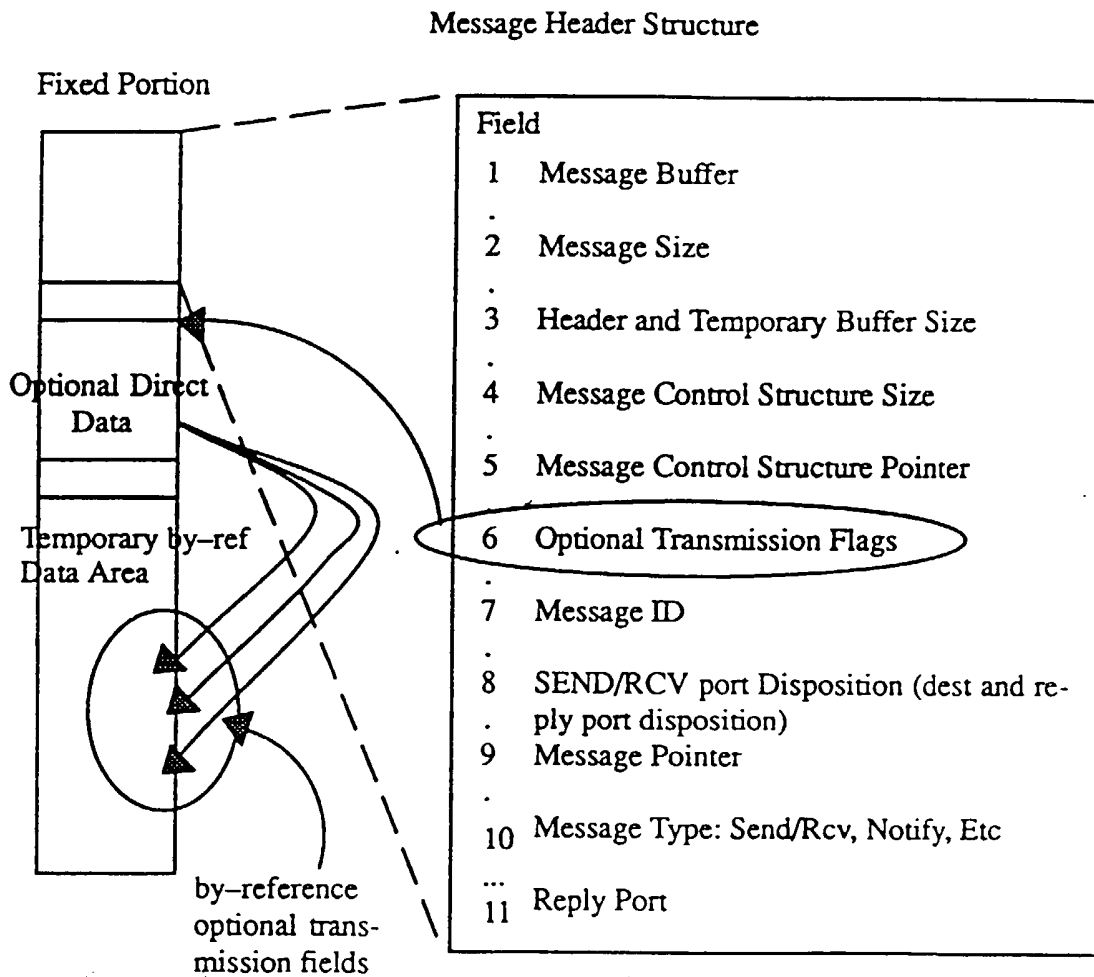 Message Header Structure
Fixed Portion
Field
1 Message Buffer
.
2 Message Size
.
3 Header and Temporary Buffer Size
.
4 Message Control Structure Size
.
5 Message Control Structure Pointer
6 Optional Transmission Flags
.
7 Message ID
.
8 SEND/RCV port Disposition (dest and re-
. ply port disposition)
9 Message Pointer
.
10 Message Type: Send/Rcv, Notify, Etc
...
11 Reply Port
Optional Direct
Data
Temporary by–ref
Data Area
by–reference
optional trans-
mission fields